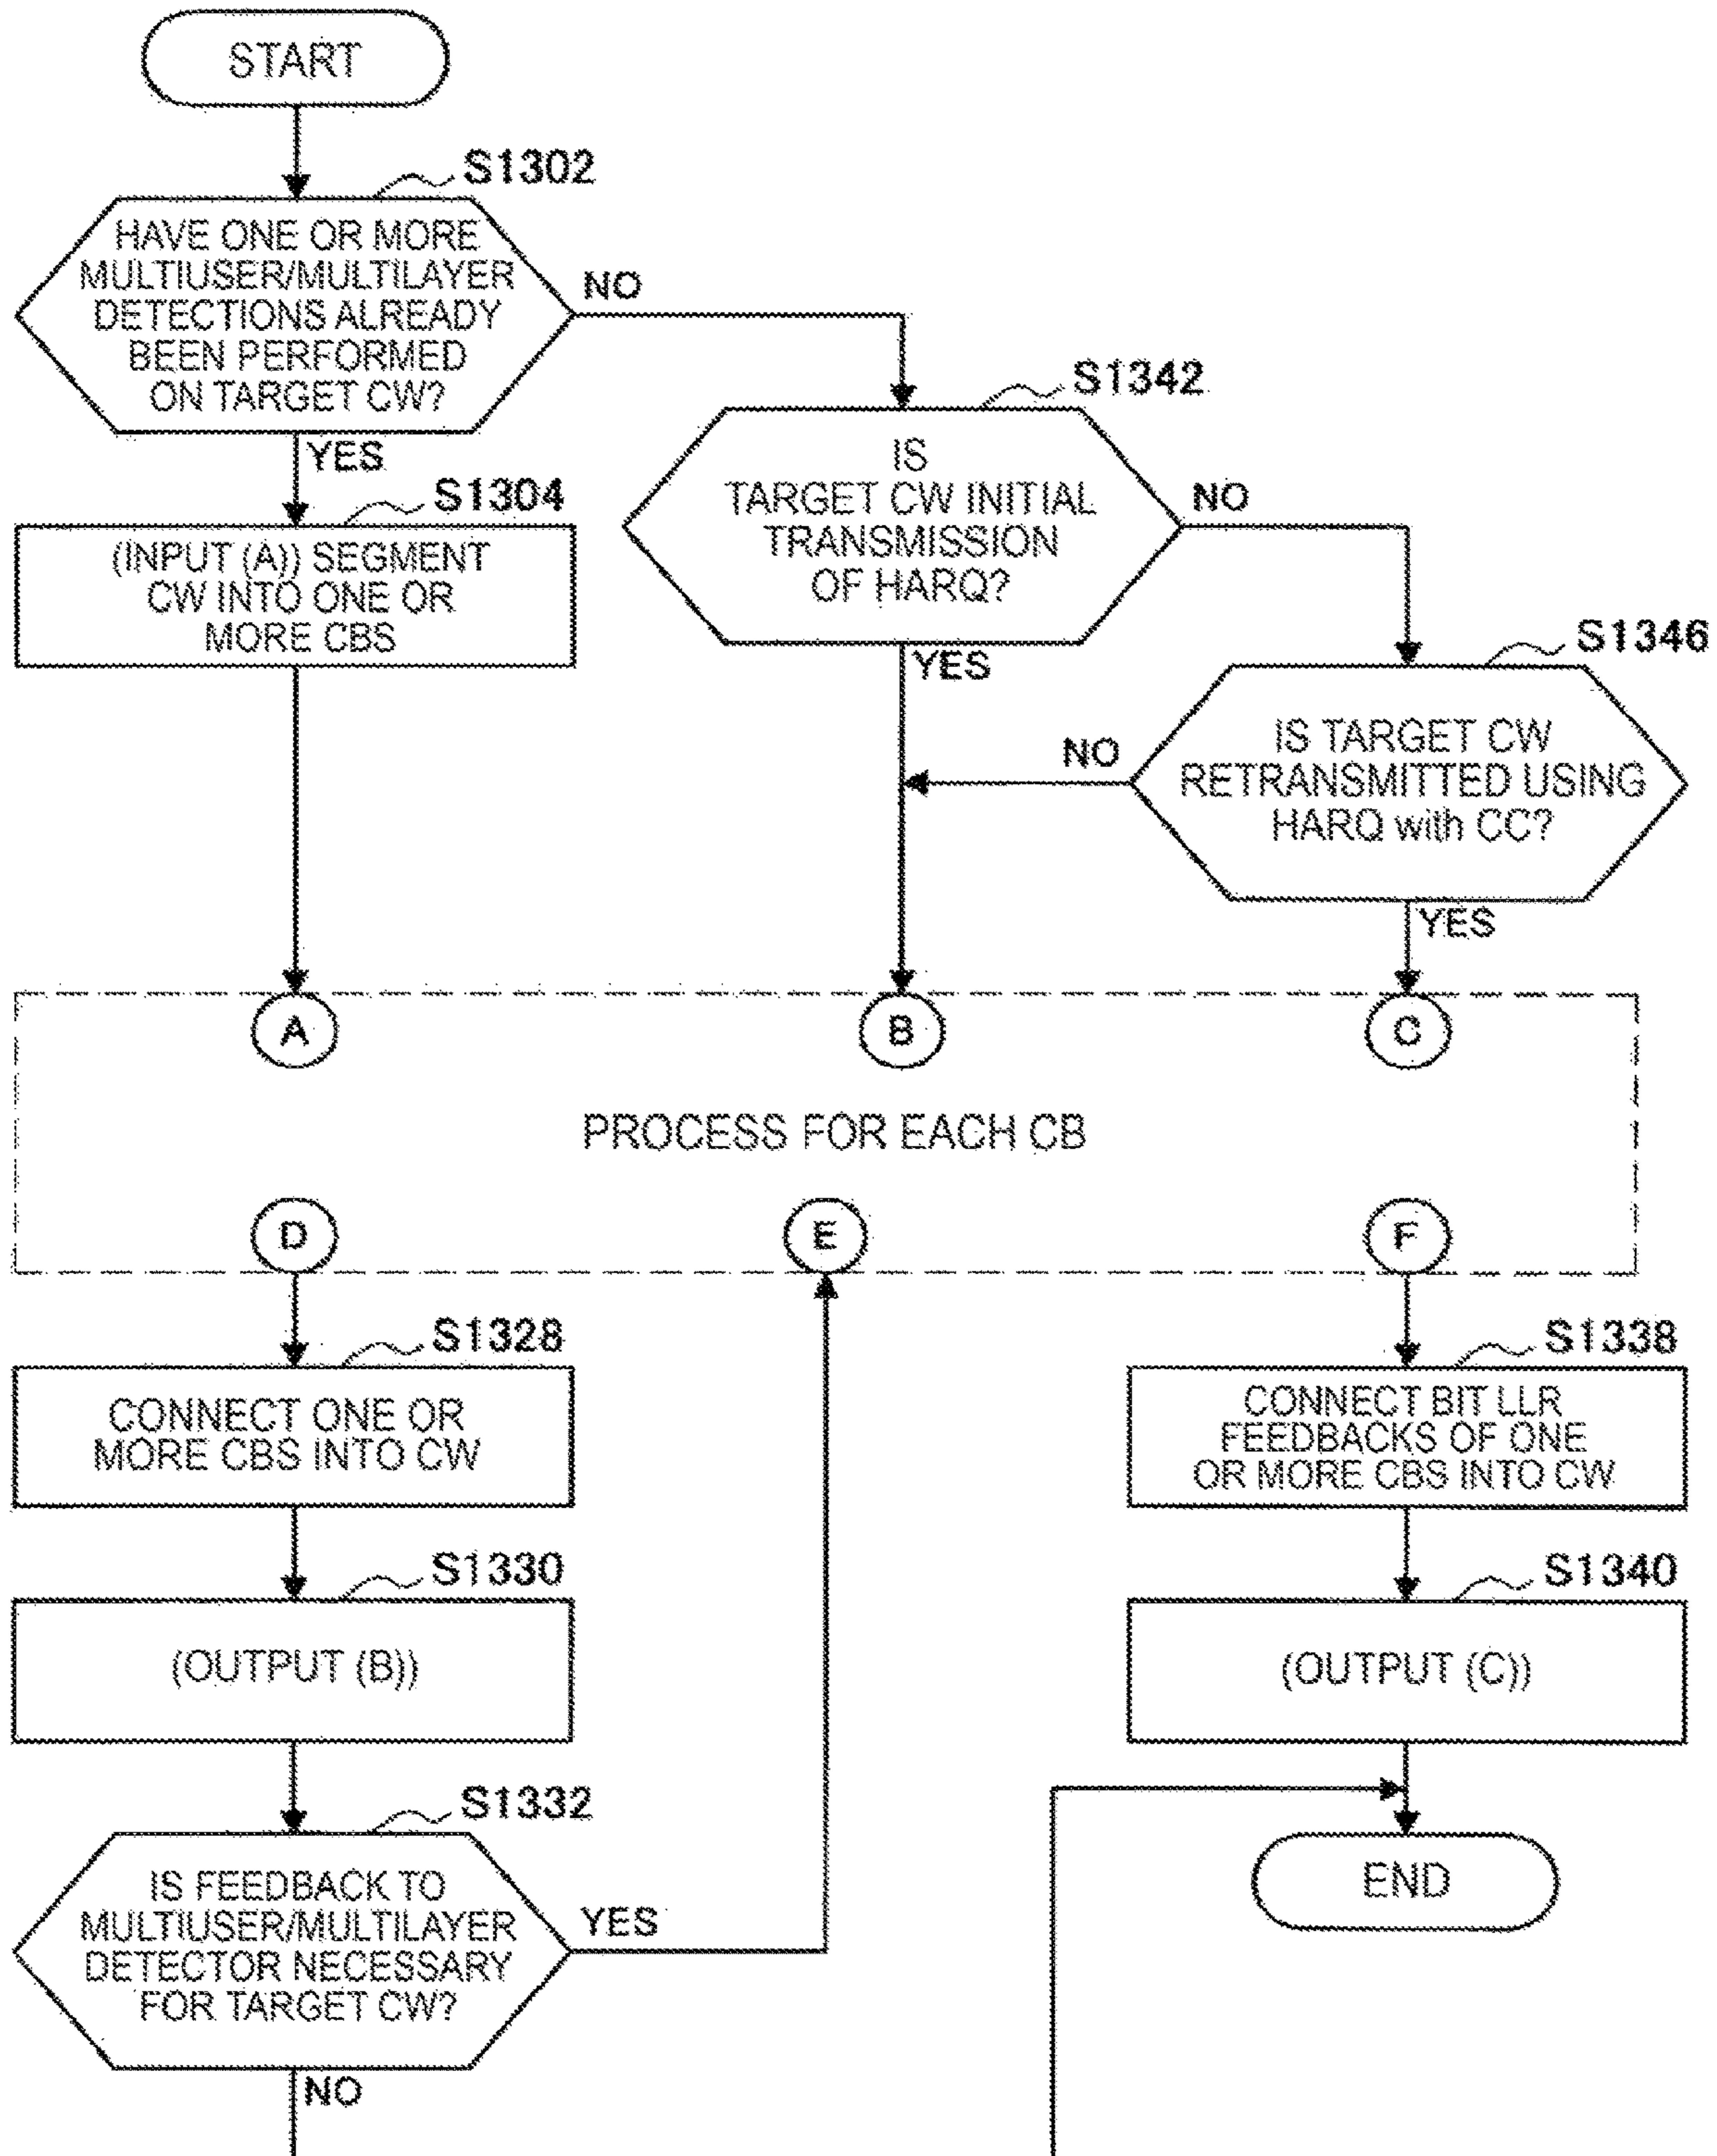 START
S1302
HAVE ONE OR MORE
MULTIUSER/MULTILAYER
DETECTIONS ALREADY
BEEN PERFORMED
ON TARGET CW?
NO
YES
S1342
IS
TARGET CW INITIAL
TRANSMISSION
OF HARQ?
NO
YES
S1304
(INPUT (A)) SEGMENT
CW INTO ONE OR
MORE CBS
S1346
IS TARGET CW
RETRANSMITTED USING
HARQ with CC?
NO
YES
A
B
C
PROCESS FOR EACH CB
D
E
F
S1328
CONNECT ONE OR
MORE CBS INTO CW
S1338
CONNECT BIT LLR
FEEDBACKS OF ONE
OR MORE CBS INTO CW
S1330
(OUTPUT (B))
S1340
(OUTPUT (C))
S1332
IS FEEDBACK TO
MULTIUSER/MULTILAYER
DETECTOR NECESSARY
FOR TARGET CW?
YES
NO
END